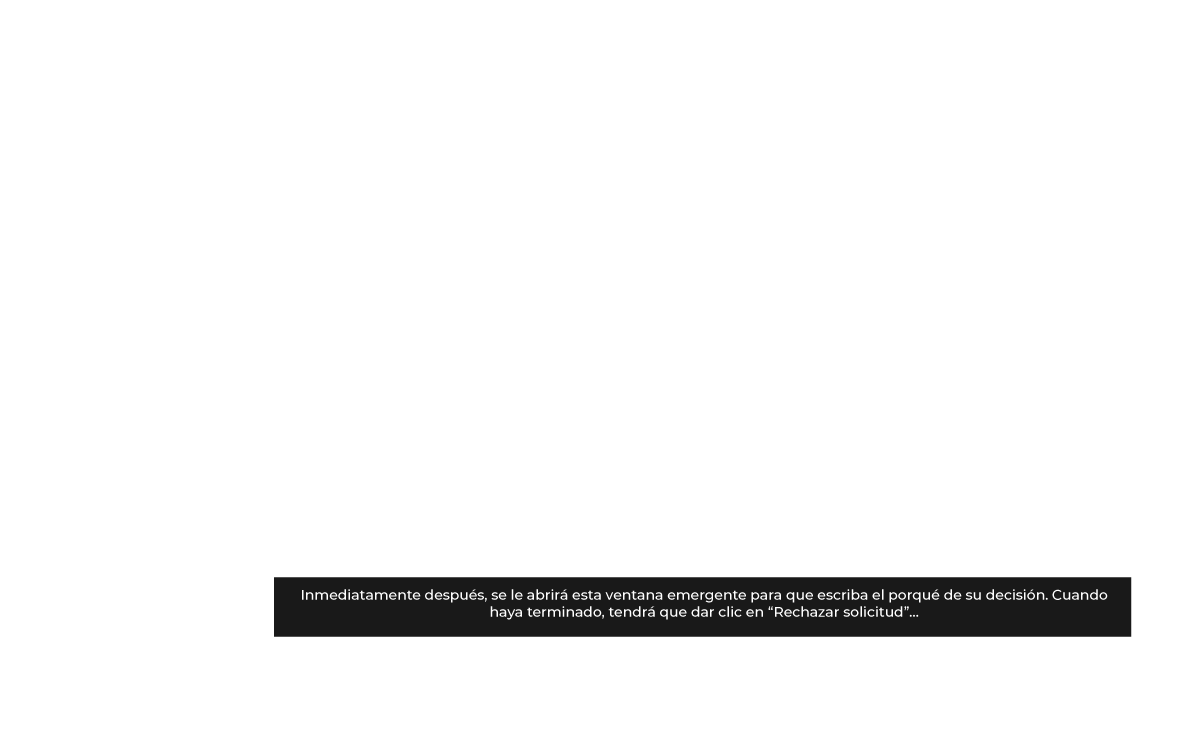 Inmediatamente después, se le abrirá esta ventana emergente para que escriba el porqué de su decisión. Cuando
haya terminado, tendrá que dar clic en “Rechazar solicitud”...